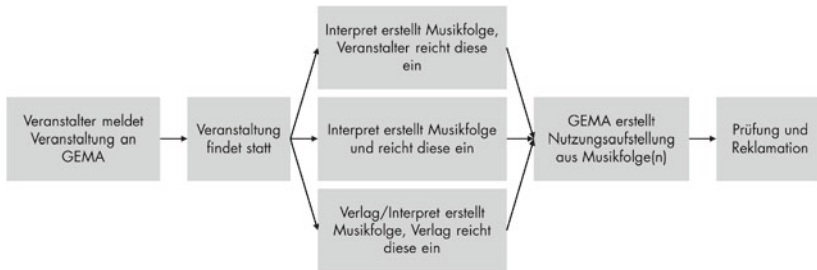 Veranstalter meldet
Veranstaltung an
GEMA
Veranstaltung
findet statt
Interpret erstellt Musikfolge,
Veranstalter reicht diese
ein
Interpret erstellt Musikfolge
und reicht diese ein
Verlag/Interpret erstellt
Musikfolge, Verlag reicht
diese ein
GEMA erstellt
Nutzungsaufstellung
aus Musikfolge(n)
Prüfung und
Reklamation